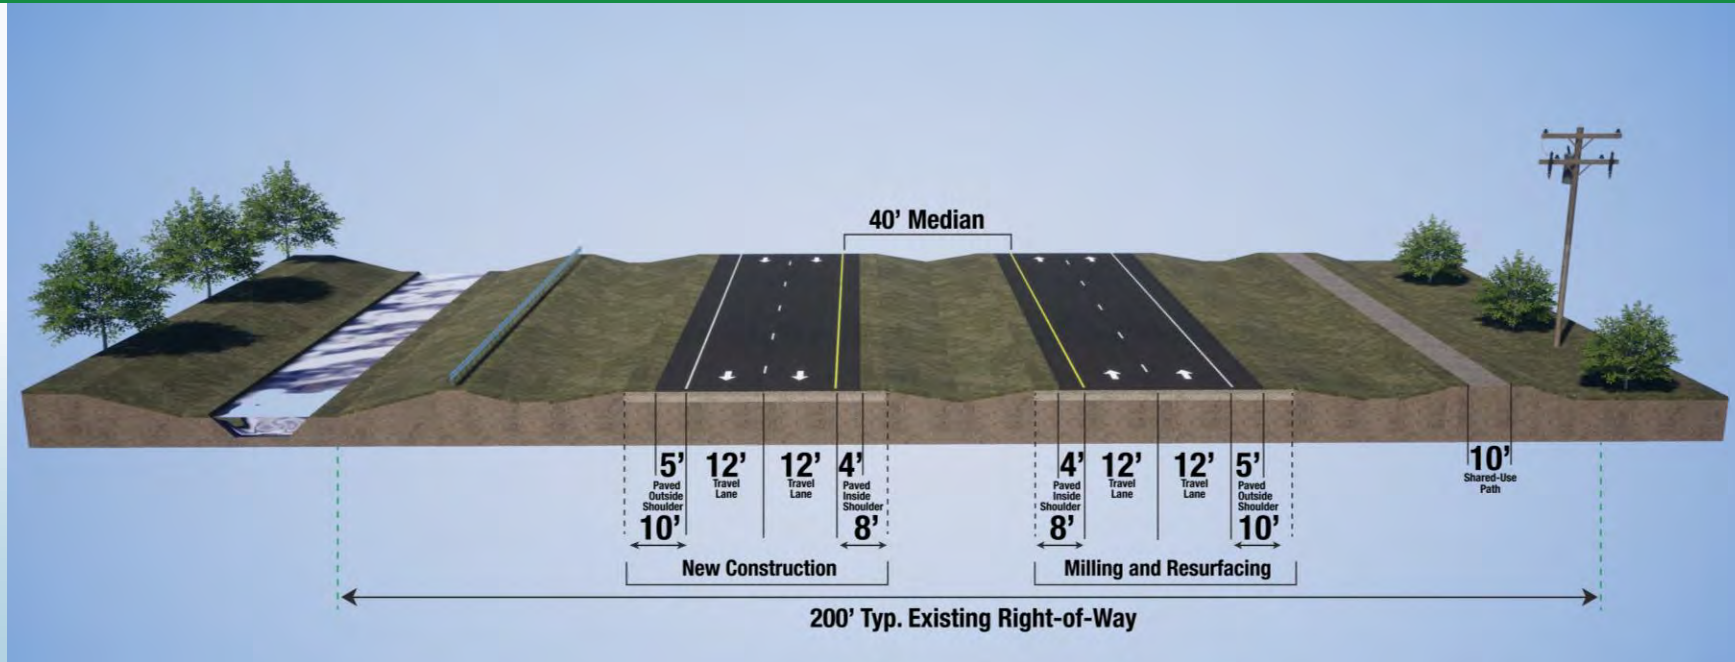 40’ Median
5’ 12’ 12’ 4’ 4’ 12’ 12’ 5’ 10’
Paved Outside Shoulder
Travel Lane
Travel Lane
Paved Inside Shoulder
Paved Inside Shoulder
Travel Lane
Travel Lane
Paved Outside Shoulder
Shared-Use Path
10’ 8’ 8’ 10’
New Construction
Milling and Resurfacing
200’ Typ. Existing Right-of-Way